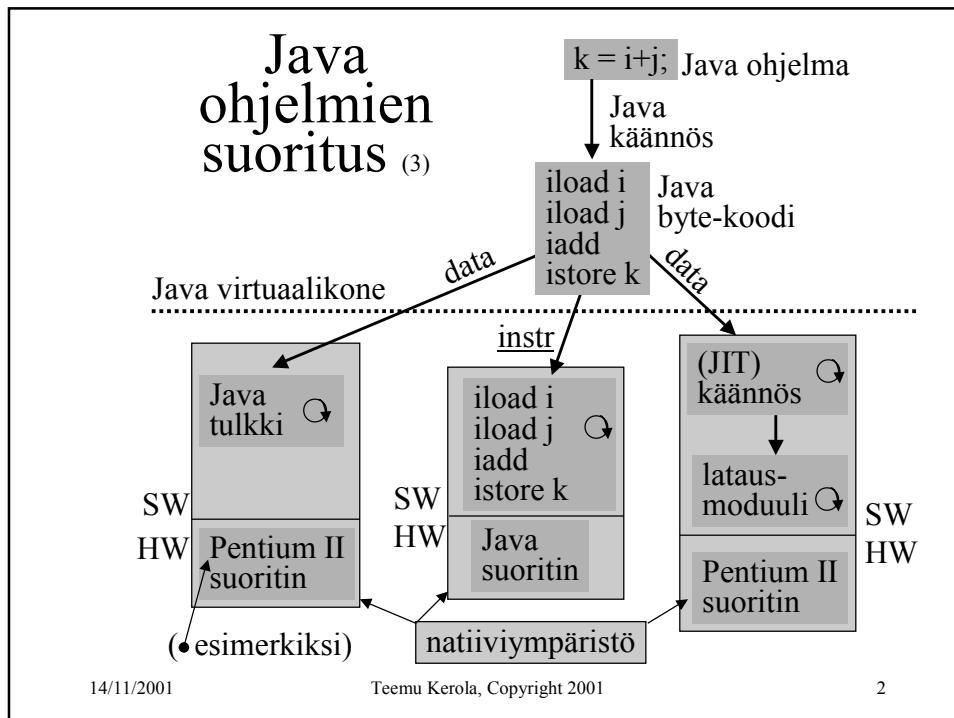 Java
ohjelmien
suoritus (3)
k = i+j;
Java ohjelma
Java
käännös
iload i
iload j
iadd
istore k
Java
byte-koodi
data
data
Java virtuaalikone
instr
Java
tulkki
SW
HW
Pentium II
suoritin
(• esimerkiksi)
iload i
iload j
iadd
istore k
SW
HW
Java
suoritin
(JIT)
käännös
lataus-
moduuli
SW
HW
Pentium II
suoritin
natiiviympäristö
14/11/2001
Teemu Kerola, Copyright 2001
2